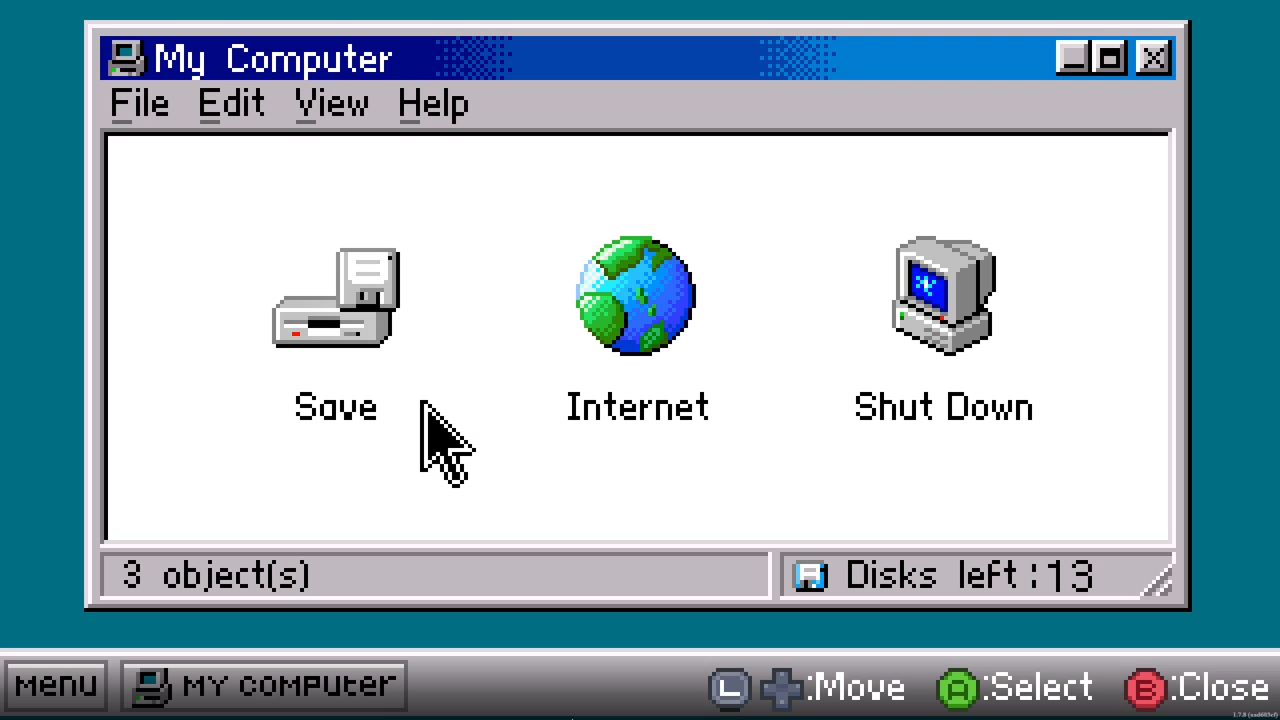 My Computer
File Edit View Help
Save Internet Shut Down
3 object(s) Disks left:13
Menu My Computer L :Move A:Select B:Close